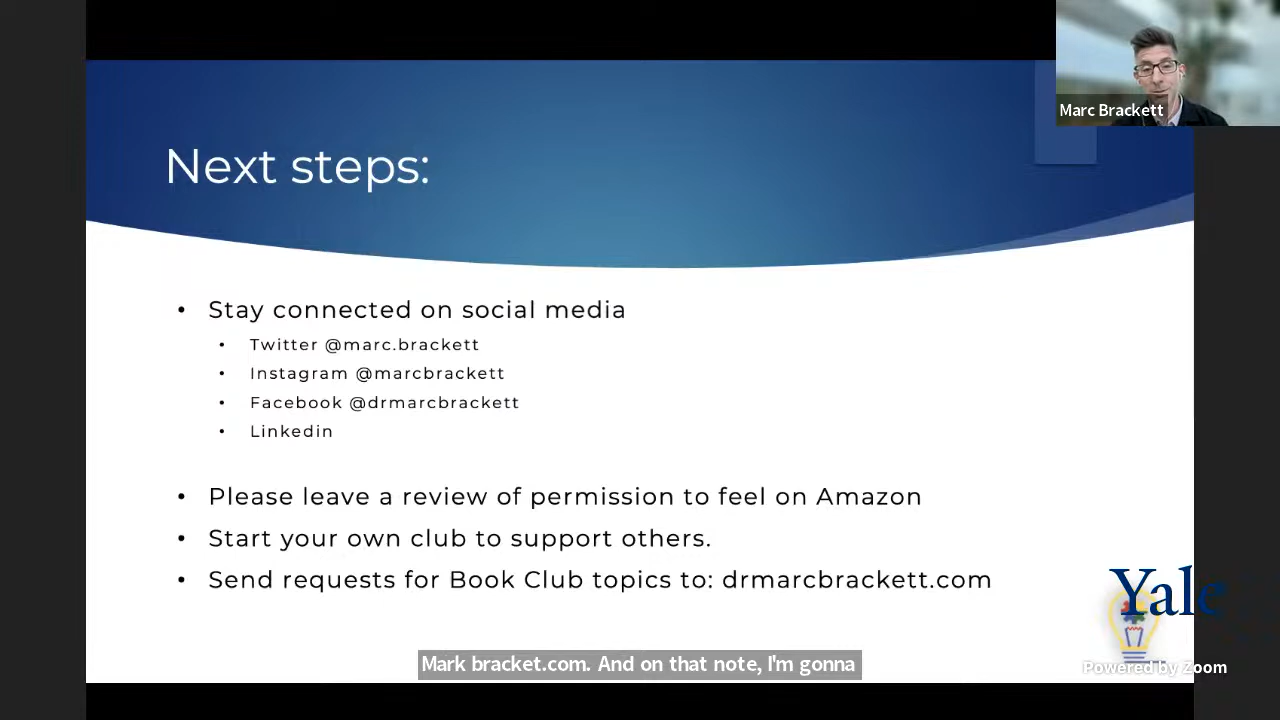 Marc Brackett
Next steps:
• Stay connected on social media
• Twitter @marc.brackett
• Instagram @marcbrackett
• Facebook @drmarcbrackett
• Linkedin
• Please leave a review of permission to feel on Amazon
• Start your own club to support others.
• Send requests for Book Club topics to: drmarcbrackett.com
Yale
Mark bracket.com. And on that note, I'm gonna
Powered by Zoom